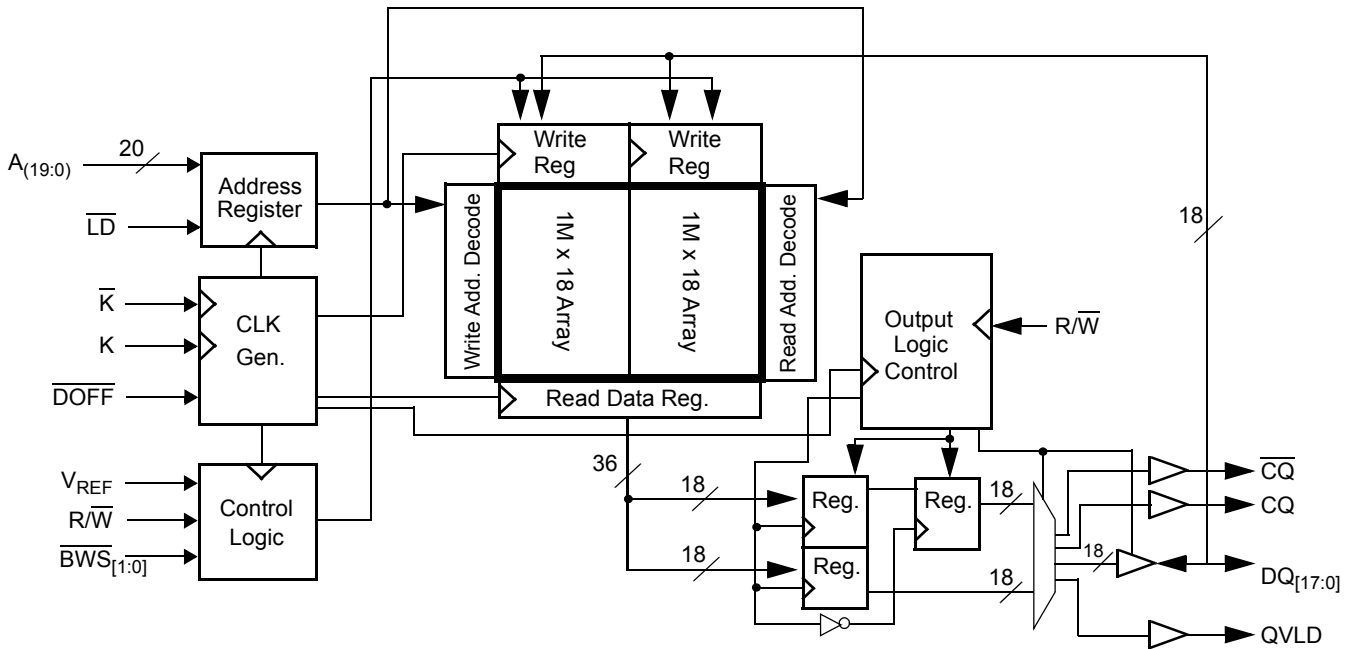 A(19:0)
20
LD
Address
Register
K
K
DOFF
CLK
Gen.
VREF
R/W
BWS[1:0]
Control
Logic
Write
Reg
Write
Reg
Write Add. Decode
1M x 18 Array
1M x 18 Array
Read Add. Decode
Read Data Reg.
36
18
18
Output
Logic
Control
R/W
18
Reg.
Reg.
Reg.
18
18
18
CQ
CQ
DQ[17:0]
QVLD